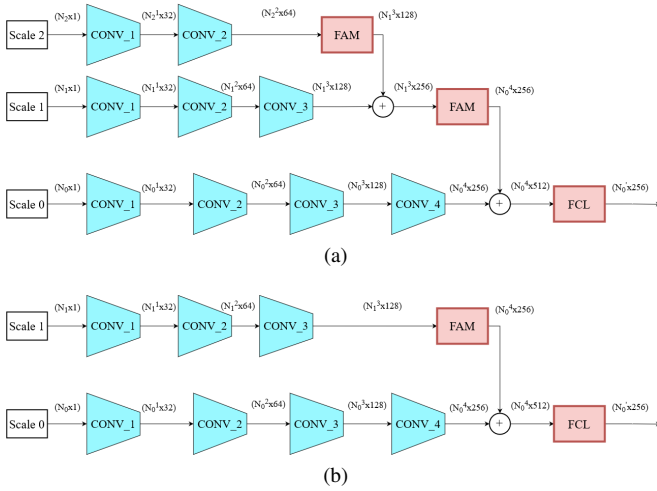 (N₂x1) (N₂¹x32) (N₂²x64) (N₁³x128)
Scale 2 CONV_1 CONV_2 FAM
(N₁x1) (N₁¹x32) (N₁²x64) (N₁³x128) (N₁³x256) (N₀⁴x256)
Scale 1 CONV_1 CONV_2 CONV_3 + FAM
(N₀x1) (N₀¹x32) (N₀²x64) (N₀³x128) (N₀⁴x256) (N₀⁴x512) (N₀'x256)
Scale 0 CONV_1 CONV_2 CONV_3 CONV_4 + FCL
(a)
(N₁x1) (N₁¹x32) (N₁²x64) (N₁³x128) (N₀⁴x256)
Scale 1 CONV_1 CONV_2 CONV_3 FAM
(N₀x1) (N₀¹x32) (N₀²x64) (N₀³x128) (N₀⁴x256) (N₀⁴x512) (N₀'x256)
Scale 0 CONV_1 CONV_2 CONV_3 CONV_4 + FCL
(b)